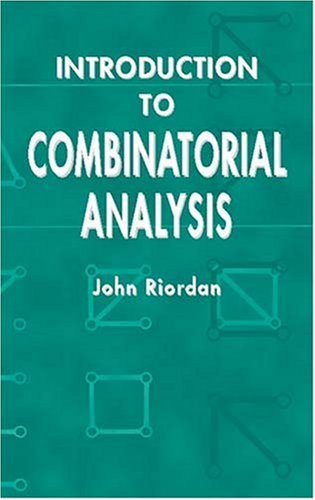 INTRODUCTION
TO
COMBINATORIAL
ANALYSIS
John Riordan